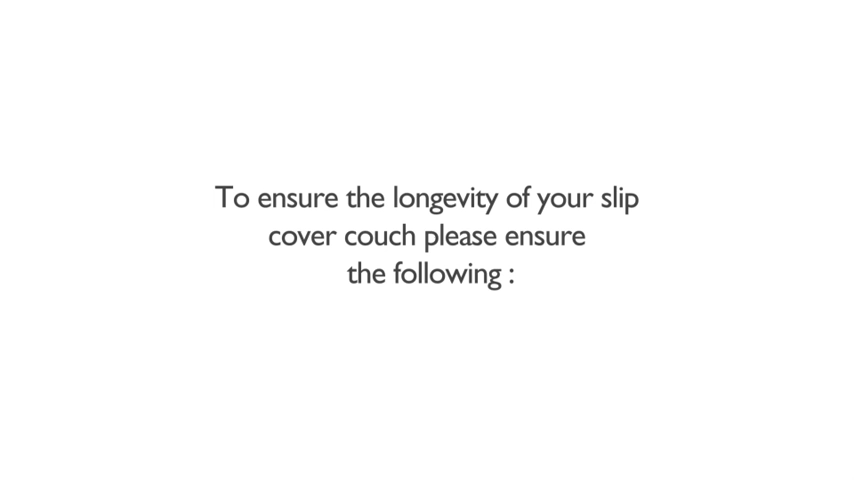 To ensure the longevity of your slip
cover couch please ensure
the following :